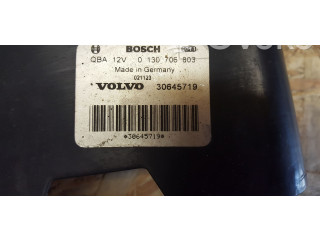 BOSCH
QBA 12V 0 130 706 803
Made in Germany
021123
VOLVO 30645719
*30645719*